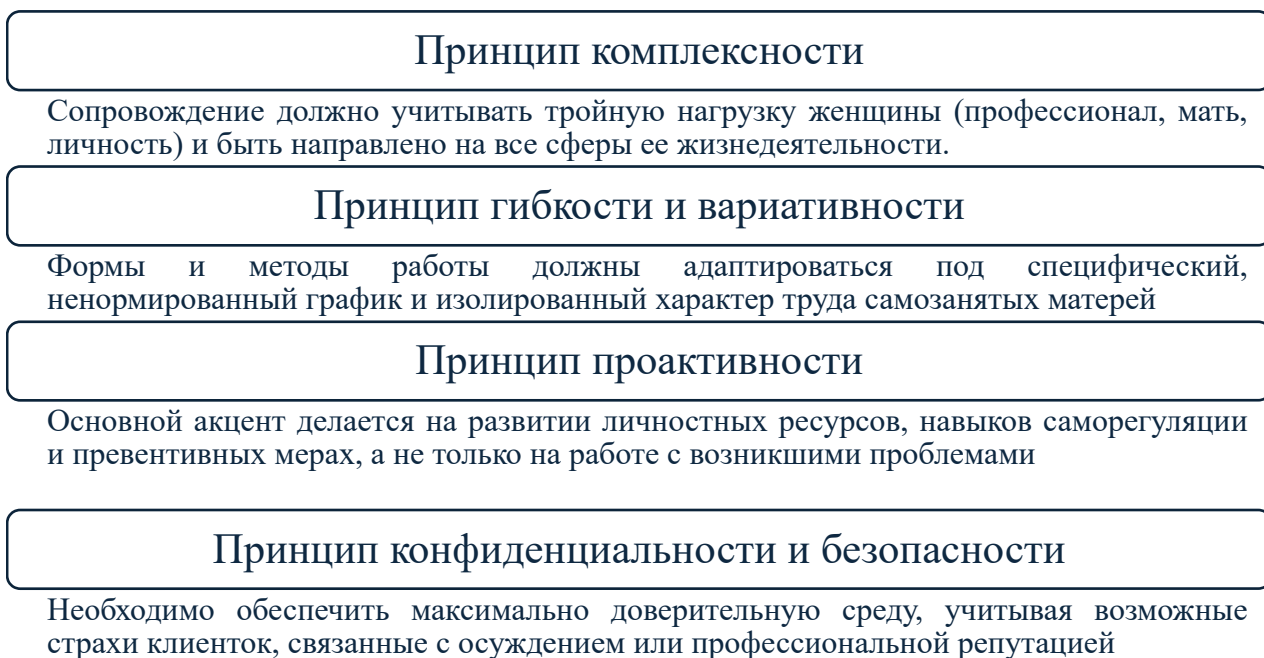 Принцип комплексности
Сопровождение должно учитывать тройную нагрузку женщины (профессионал, мать,
личность) и быть направлено на все сферы ее жизнедеятельности.
Принцип гибкости и вариативности
Формы и методы работы должны адаптироваться под специфический,
ненормированный график и изолированный характер труда самозанятых матерей
Принцип проактивности
Основной акцент делается на развитии личностных ресурсов, навыков саморегуляции
и превентивных мерах, а не только на работе с возникшими проблемами
Принцип конфиденциальности и безопасности
Необходимо обеспечить максимально доверительную среду, учитывая возможные
страхи клиенток, связанные с осуждением или профессиональной репутацией